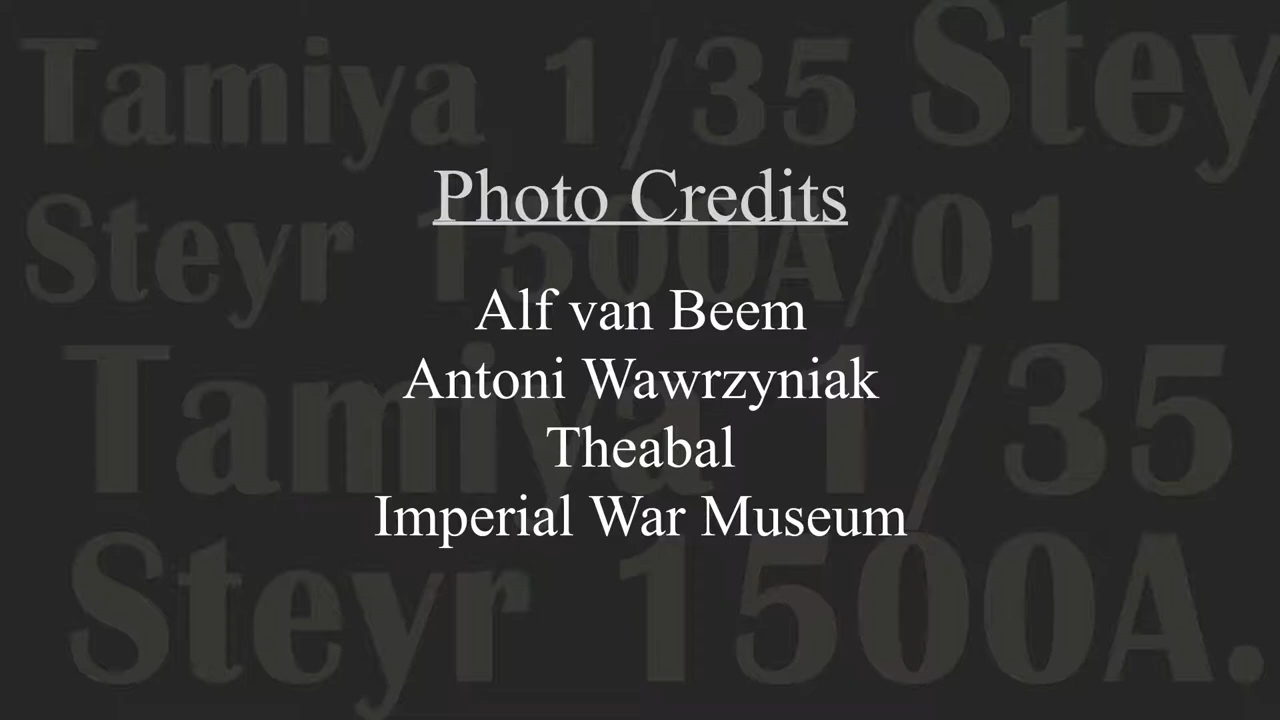 Tamiya 1/35 Stey
Steyr 1500A/01
Tamiya 1/35
Steyr 1500A.
Photo Credits
Alf van Beem
Antoni Wawrzyniak
Theabal
Imperial War Museum